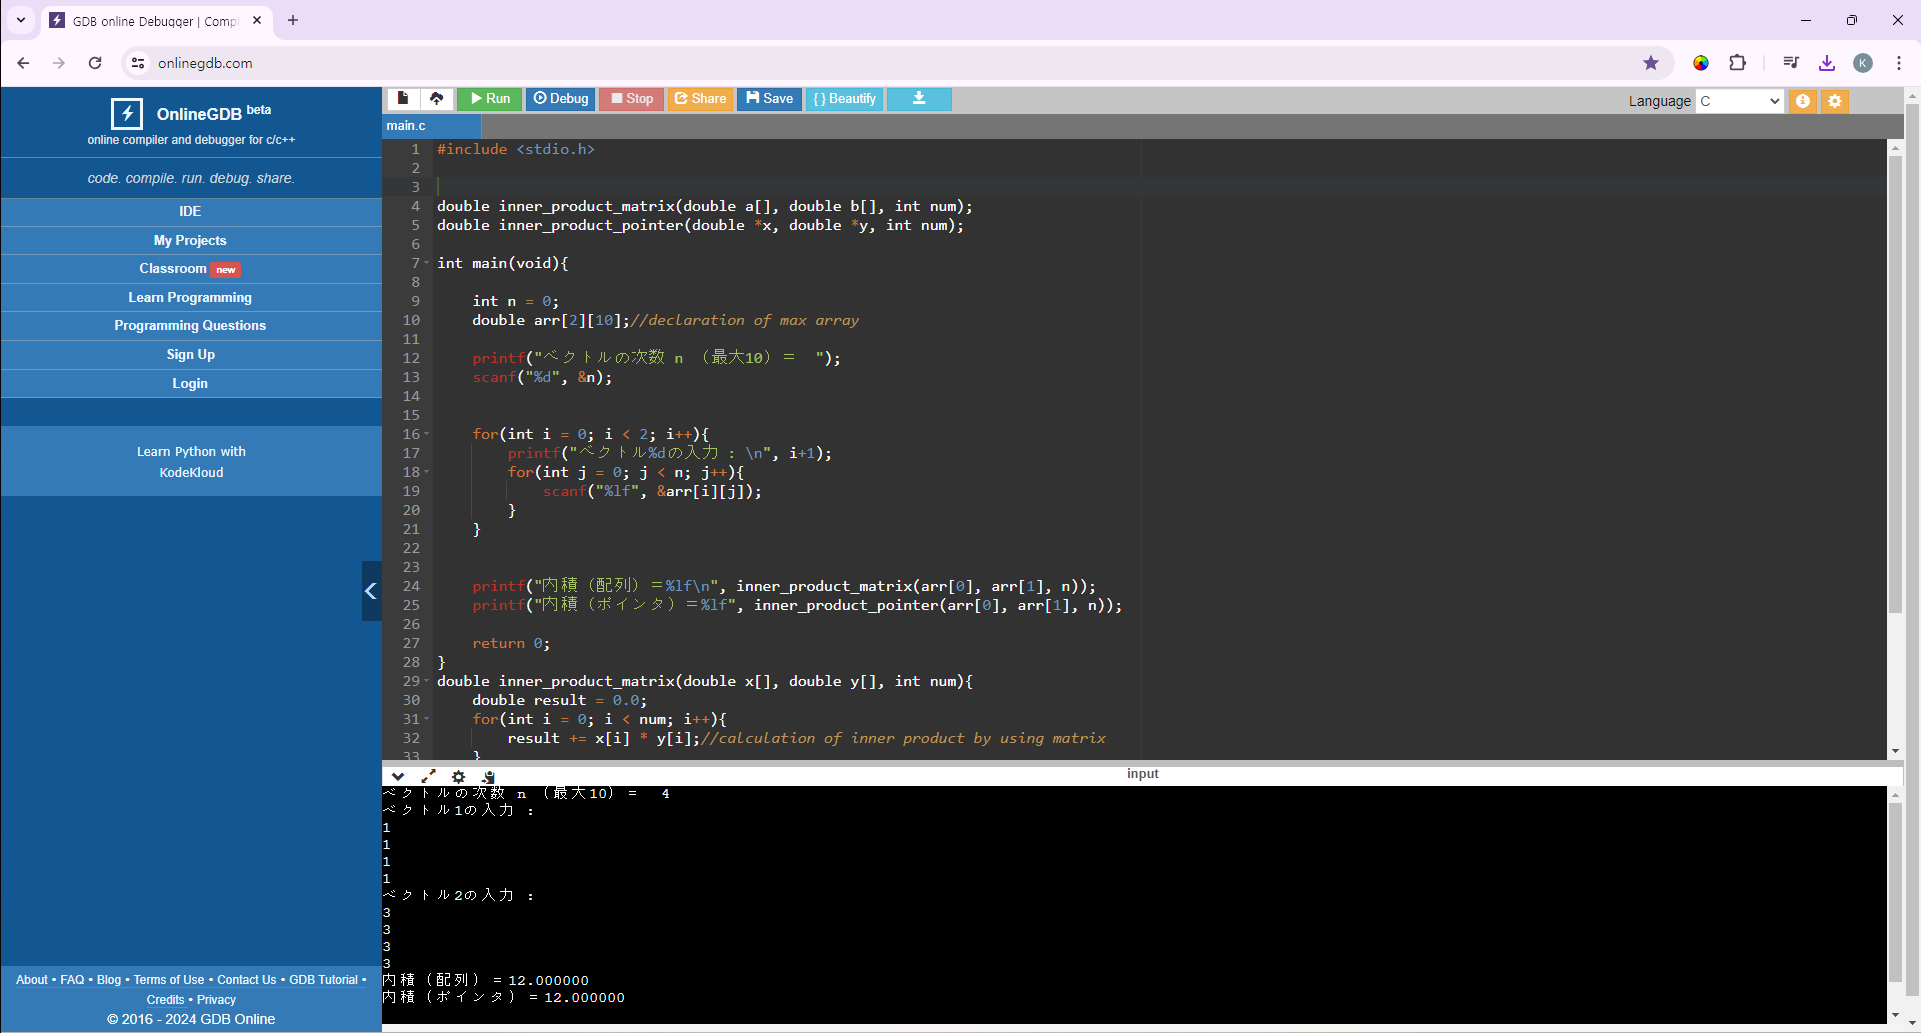 GDB online Debugger | Compi
onlinegdb.com
K
OnlineGDB beta
online compiler and debugger for c/c++
code. compile. run. debug. share.
IDE
My Projects
Classroom new
Learn Programming
Programming Questions
Sign Up
Login
Learn Python with
KodeKloud
About • FAQ • Blog • Terms of Use • Contact Us • GDB Tutorial •
Credits • Privacy
© 2016 - 2024 GDB Online
Run Debug Stop Share Save { } Beautify
Language C
main.c
1 #include <stdio.h>
2
3
4 double inner_product_matrix(double a[], double b[], int num);
5 double inner_product_pointer(double *x, double *y, int num);
6
7 int main(void){
8
9 int n = 0;
10 double arr[2][10];//declaration of max array
11
12 printf("ベクトルの次数 n （最大10）＝  ");
13 scanf("%d", &n);
14
15
16 for(int i = 0; i < 2; i++){
17 printf("ベクトル%dの入力 : \n", i+1);
18 for(int j = 0; j < n; j++){
19 scanf("%lf", &arr[i][j]);
20 }
21 }
22
23
24 printf("内積（配列）＝%lf\n", inner_product_matrix(arr[0], arr[1], n));
25 printf("内積（ポインタ）＝%lf", inner_product_pointer(arr[0], arr[1], n));
26
27 return 0;
28 }
29 double inner_product_matrix(double x[], double y[], int num){
30 double result = 0.0;
31 for(int i = 0; i < num; i++){
32 result += x[i] * y[i];//calculation of inner product by using matrix
33 }
input
ベクトルの次数 n （最大10）＝  4
ベクトル1の入力 :
1
1
1
1
ベクトル2の入力 :
3
3
3
3
内積（配列）＝12.000000
内積（ポインタ）＝12.000000